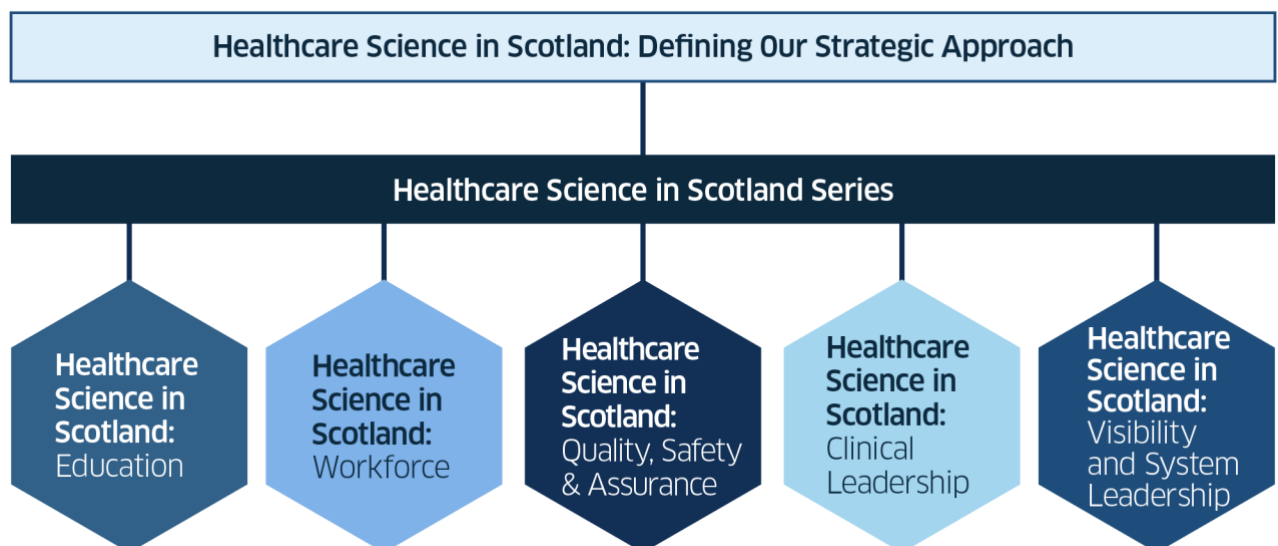 Healthcare Science in Scotland: Defining Our Strategic Approach
Healthcare Science in Scotland Series
Healthcare
Science in
Scotland:
Education
Healthcare
Science in
Scotland:
Workforce
Healthcare
Science in
Scotland:
Quality, Safety
& Assurance
Healthcare
Science in
Scotland:
Clinical
Leadership
Healthcare
Science in
Scotland:
Visibility
and System
Leadership